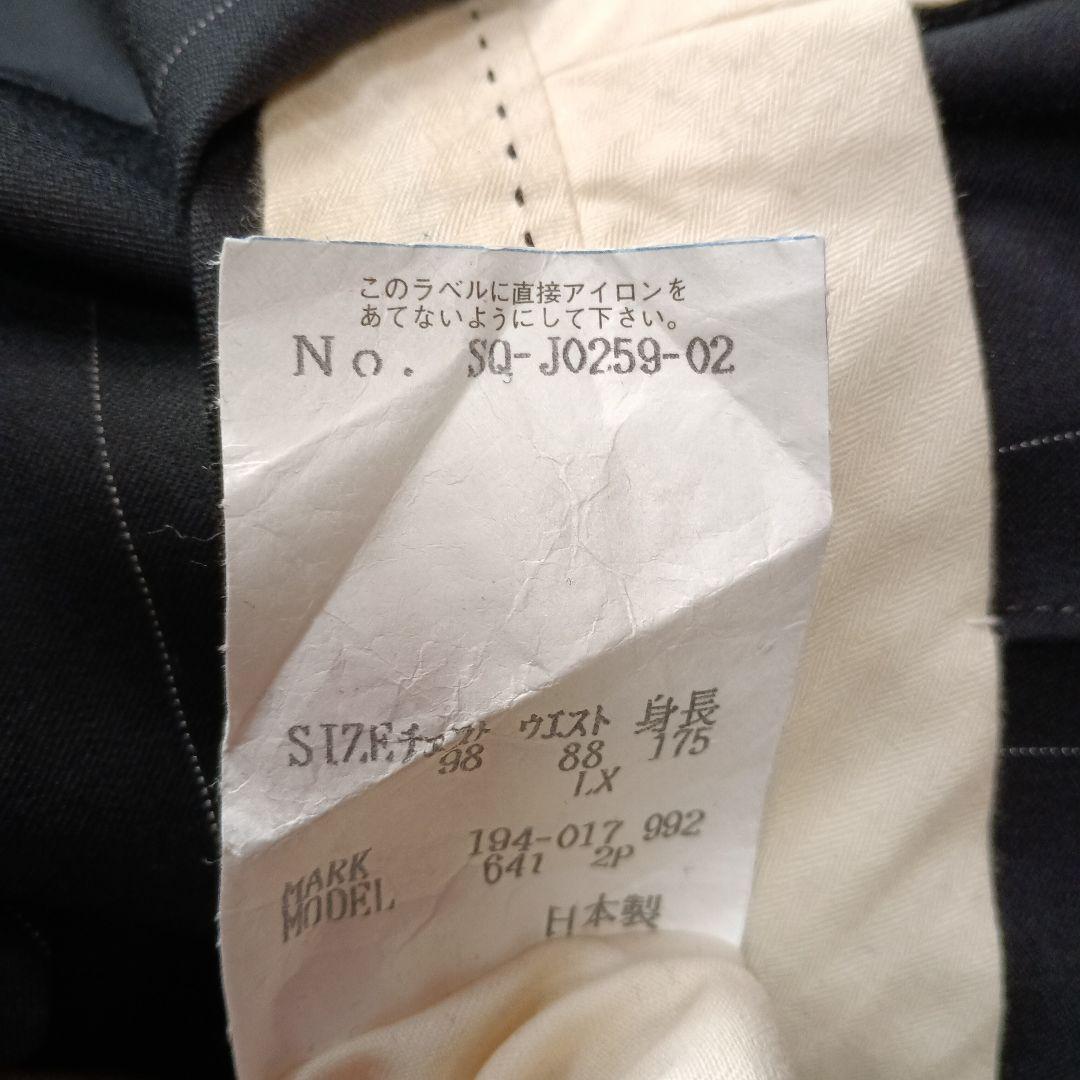 このラベルに直接アイロンを
あてないようにして下さい。
No. SQ-J0259-02
SIZE チェスト ウエスト 身長
98 88 175
LX
MARK 194-017 992
MODEL 641 2P
日本製